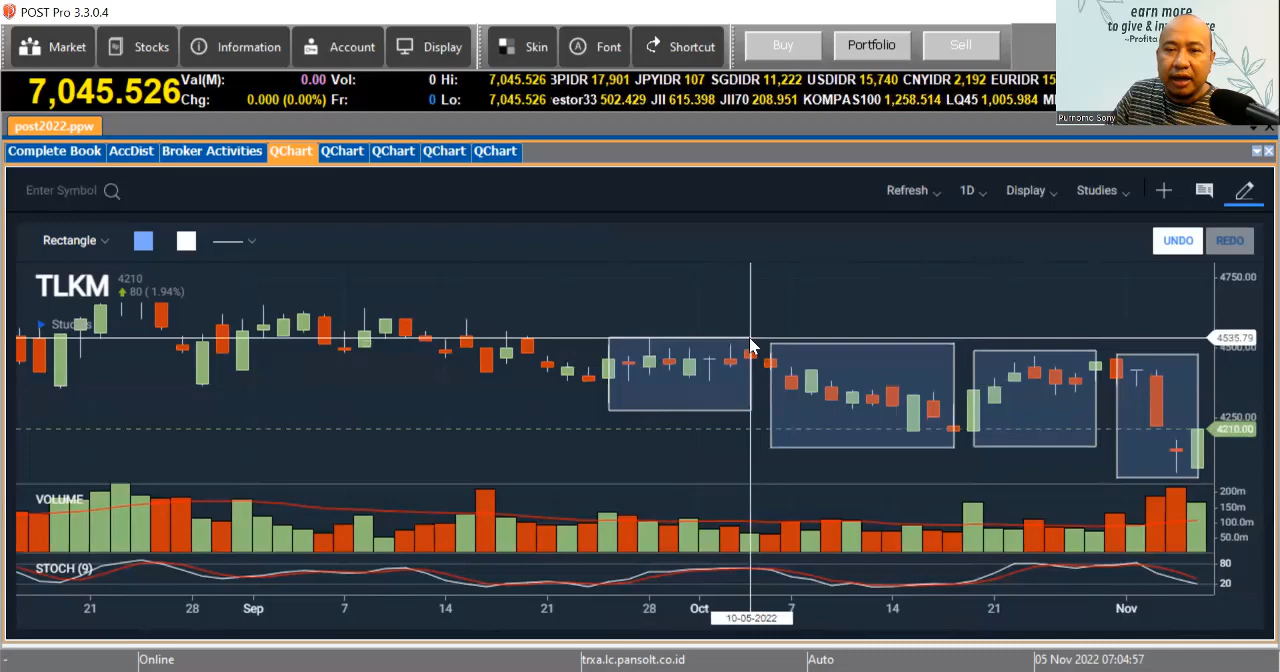 POST Pro 3.3.0.4
Market Stocks Information Account Display Skin Font Shortcut Buy Portfolio Sell
earn more
to give &
~Profita
7,045.526 Val(M): 0.00 Vol: 0 Hi: 7,045.526 3PIDR 17,901 JPYIDR 107 SGDIDR 11,222 USDIDR 15,740 CNYIDR 2,192 EURIDR 15
Chg: 0.000 (0.00%) Fr: 0 Lo: 7,045.526 estor33 502.429 JII 615.398 JII70 208.951 KOMPAS100 1,258.514 LQ45 1,005.984
Purnomo Sony
post2022.ppw
Complete Book AccDist Broker Activities QChart QChart QChart QChart QChart
Enter Symbol Refresh 1D Display Studies
Rectangle UNDO REDO
TLKM 4210
80 ( 1.94%)
4750.00
4535.79
4500.00
4250.00
4210.00
VOLUME
200m
150m
100.0m
50.0m
STOCH (9)
80
20
21 28 Sep 7 14 21 28 Oct 7 14 21 Nov
10-05-2022
- Online trxa.lc.pansolt.co.id Auto 05 Nov 2022 07:04:57